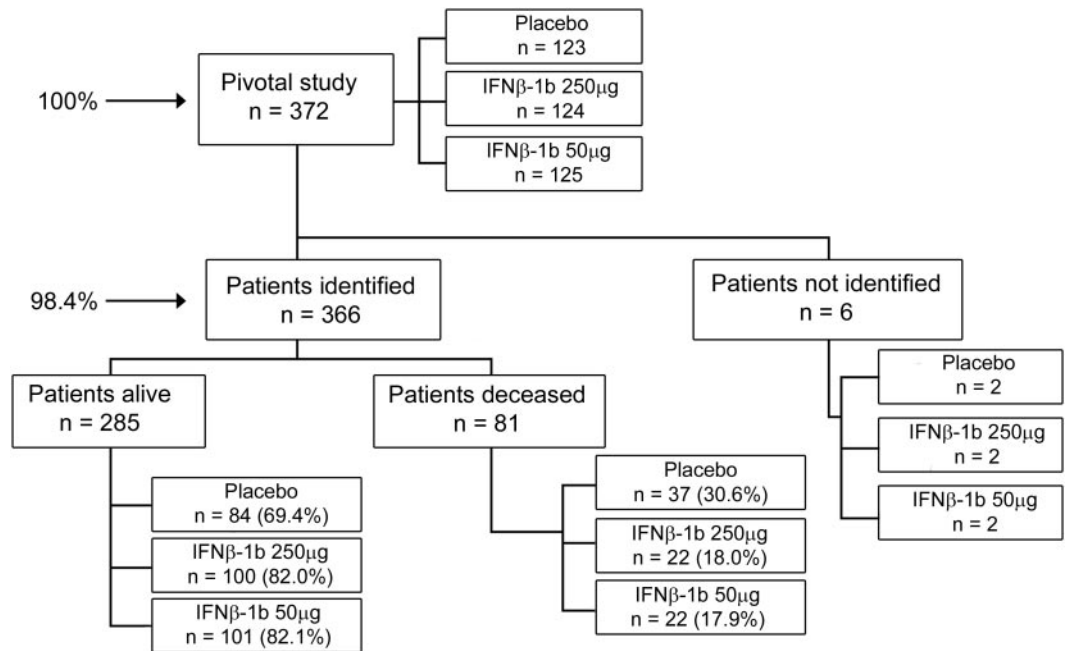 Placebo
n = 123
Pivotal study
n = 372
100%
IFNβ-1b 250μg
n = 124
IFNβ-1b 50μg
n = 125
Patients identified
n = 366
98.4%
Patients not identified
n = 6
Patients alive
n = 285
Patients deceased
n = 81
Placebo
n = 2
IFNβ-1b 250μg
n = 2
IFNβ-1b 50μg
n = 2
Placebo
n = 84 (69.4%)
IFNβ-1b 250μg
n = 100 (82.0%)
IFNβ-1b 50μg
n = 101 (82.1%)
Placebo
n = 37 (30.6%)
IFNβ-1b 250μg
n = 22 (18.0%)
IFNβ-1b 50μg
n = 22 (17.9%)